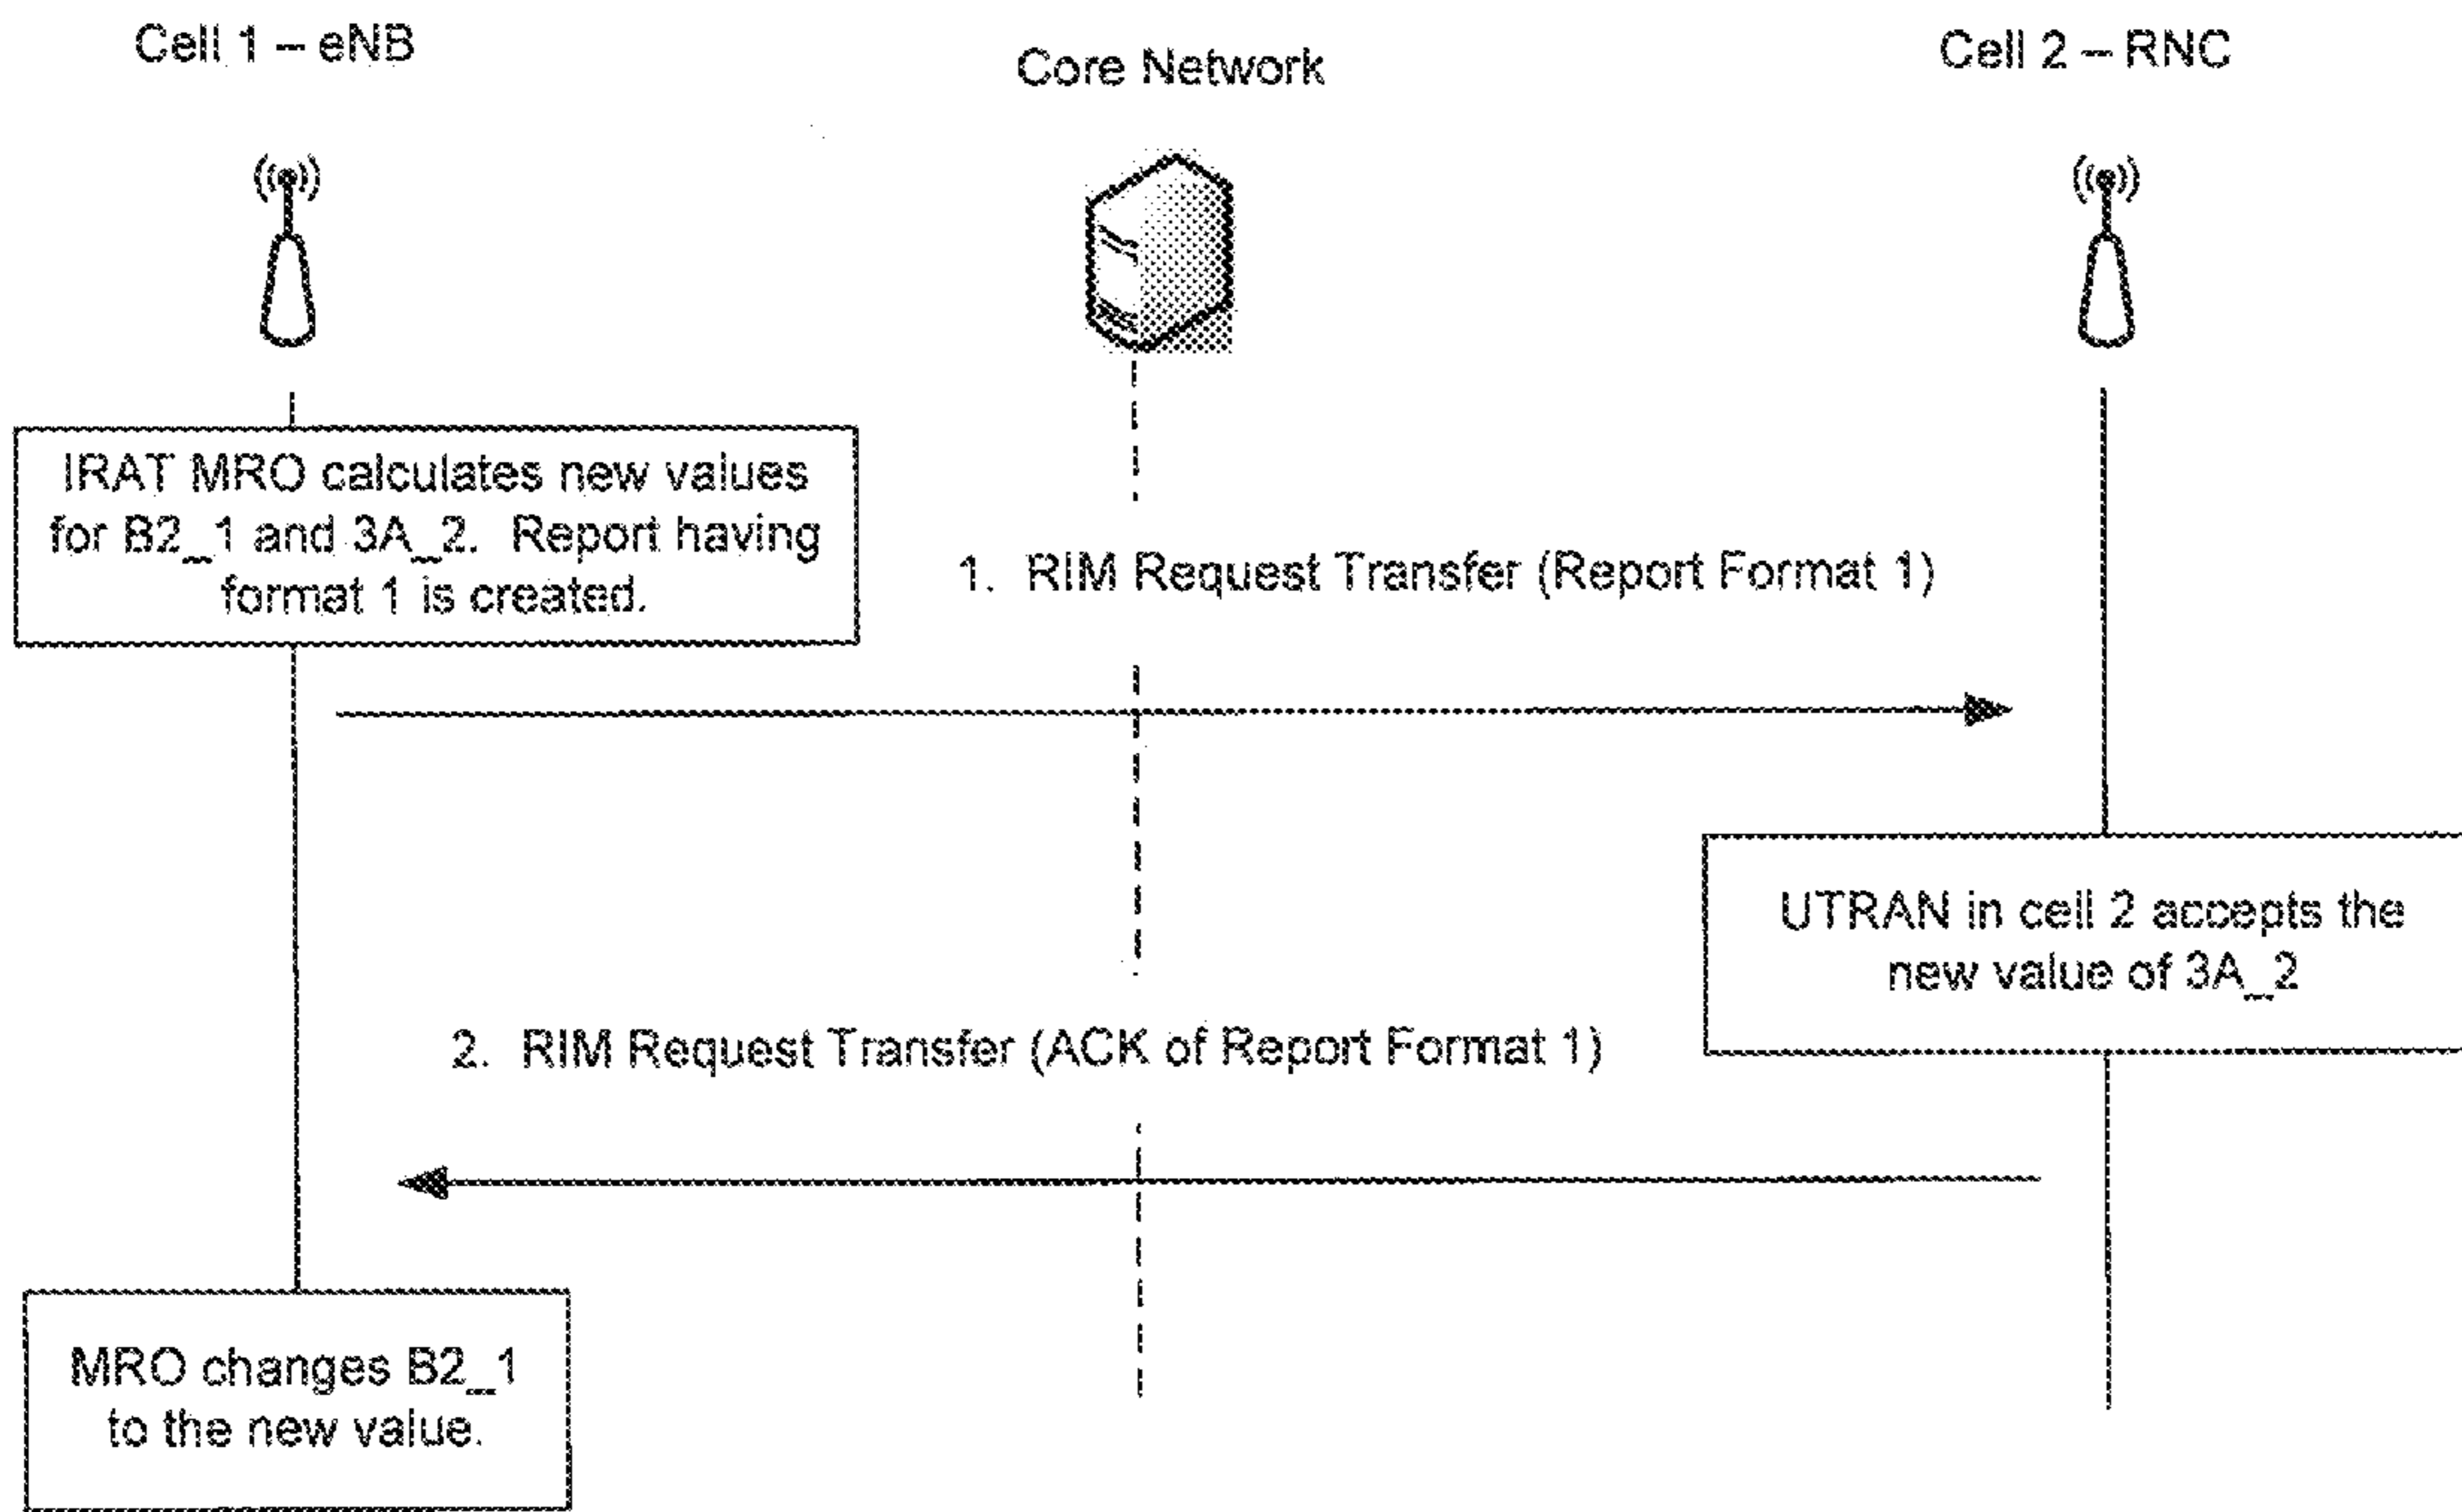 Cell 1 – eNB
Core Network
Cell 2 – RNC
IRAT MRO calculates new values
for B2_1 and 3A_2. Report having
format 1 is created.
1. RIM Request Transfer (Report Format 1)
UTRAN in cell 2 accepts the
new value of 3A_2
2. RIM Request Transfer (ACK of Report Format 1)
MRO changes B2_1
to the new value.